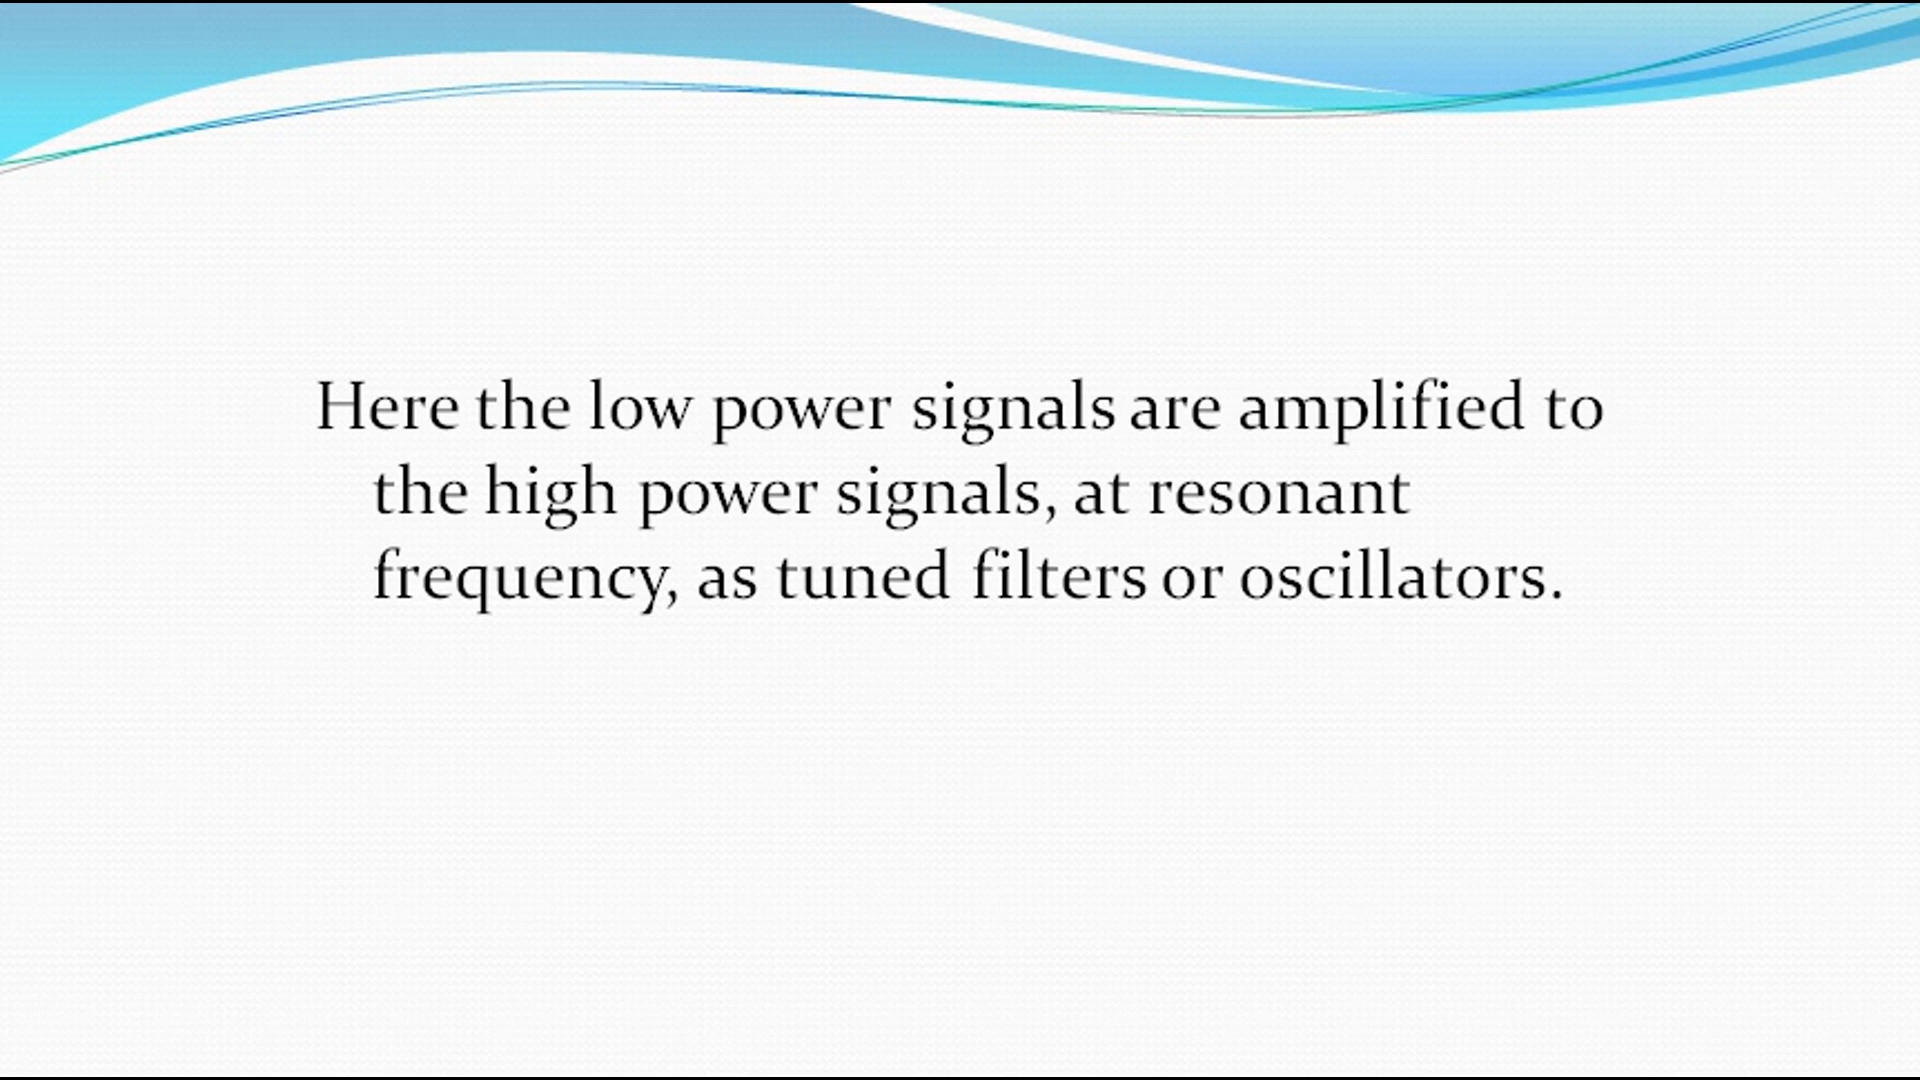 Here the low power signals are amplified to
the high power signals, at resonant
frequency, as tuned filters or oscillators.